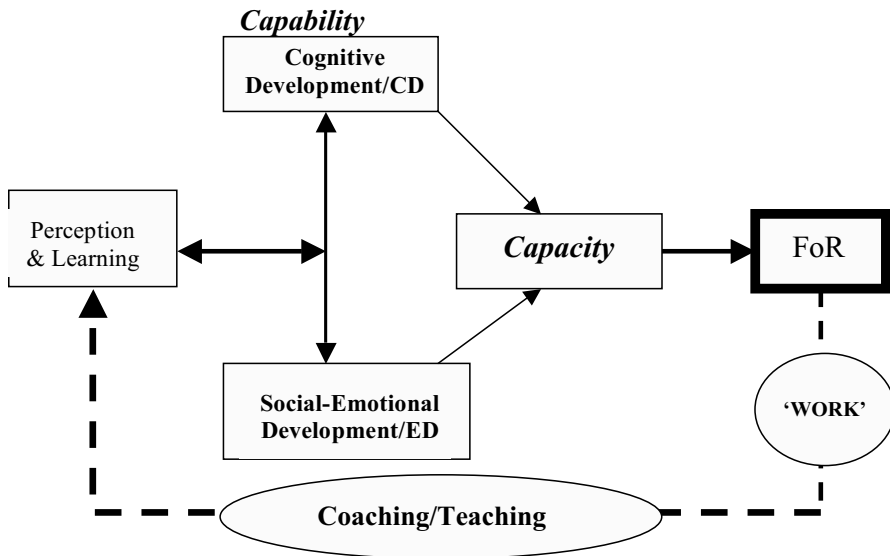 Capability
Cognitive
Development/CD
Perception
& Learning
Capacity
FoR
Social-Emotional
Development/ED
‘WORK’
Coaching/Teaching